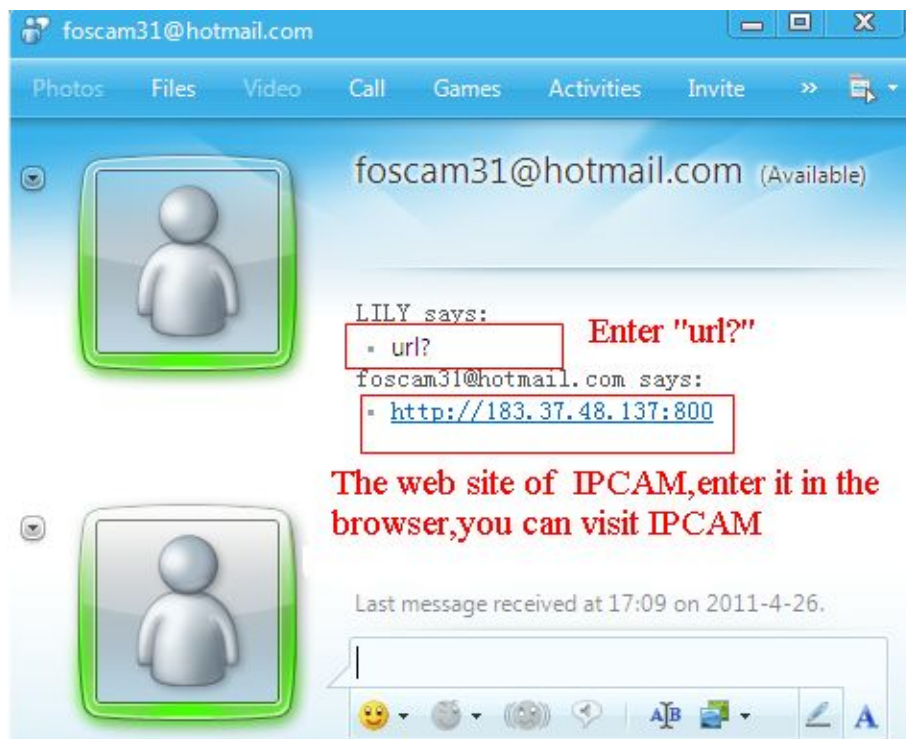 foscam31@hotmail.com
Photos Files Video Call Games Activities Invite »
foscam31@hotmail.com (Available)
LILY says:
url?
Enter "url?"
foscam31@hotmail.com says:
http://183.37.48.137:800
The web site of IPCAM,enter it in the
browser,you can visit IPCAM
Last message received at 17:09 on 2011-4-26.